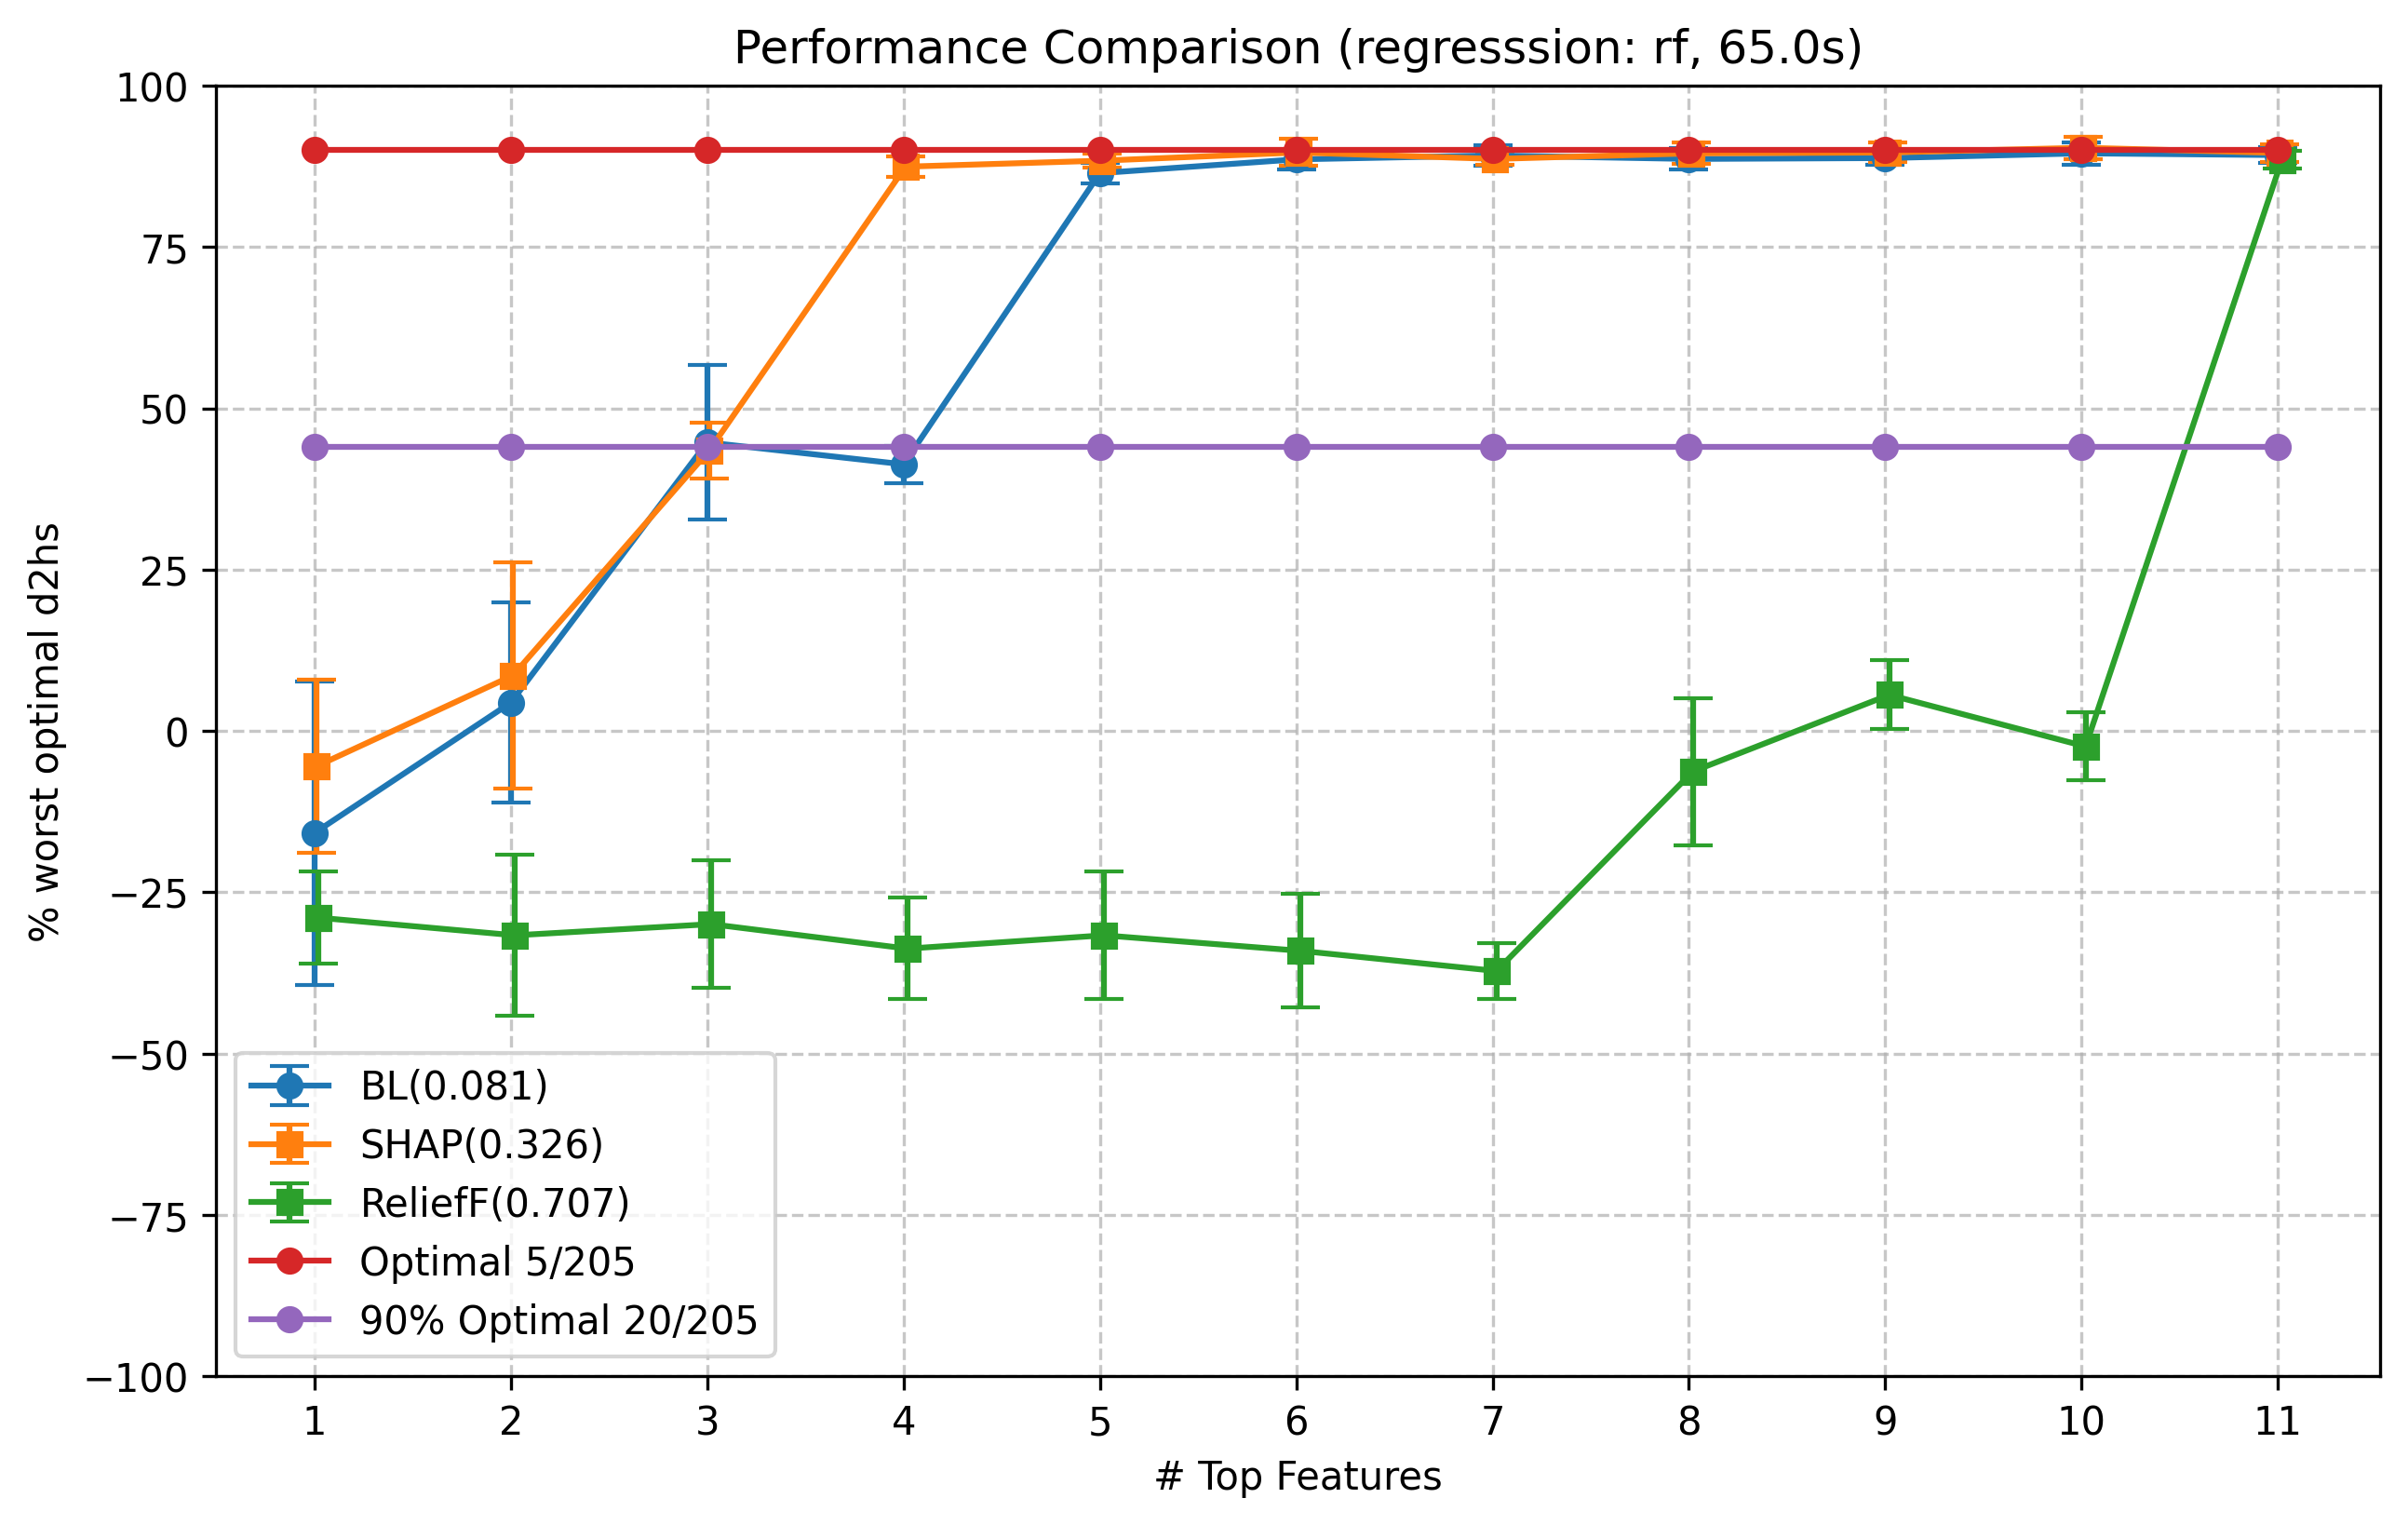 Performance Comparison (regresssion: rf, 65.0s)
100
75
50
25
0
−25
−50
−75
−100
% worst optimal d2hs
BL(0.081)
SHAP(0.326)
ReliefF(0.707)
Optimal 5/205
90% Optimal 20/205
1 2 3 4 5 6 7 8 9 10 11
# Top Features